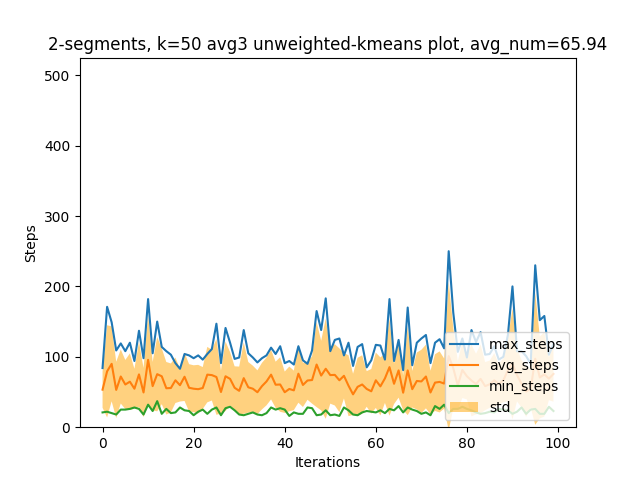 2-segments, k=50 avg3 unweighted-kmeans plot, avg_num=65.94
500
400
300
200
100
0
Steps
max_steps
avg_steps
min_steps
std
0 20 40 60 80 100
Iterations